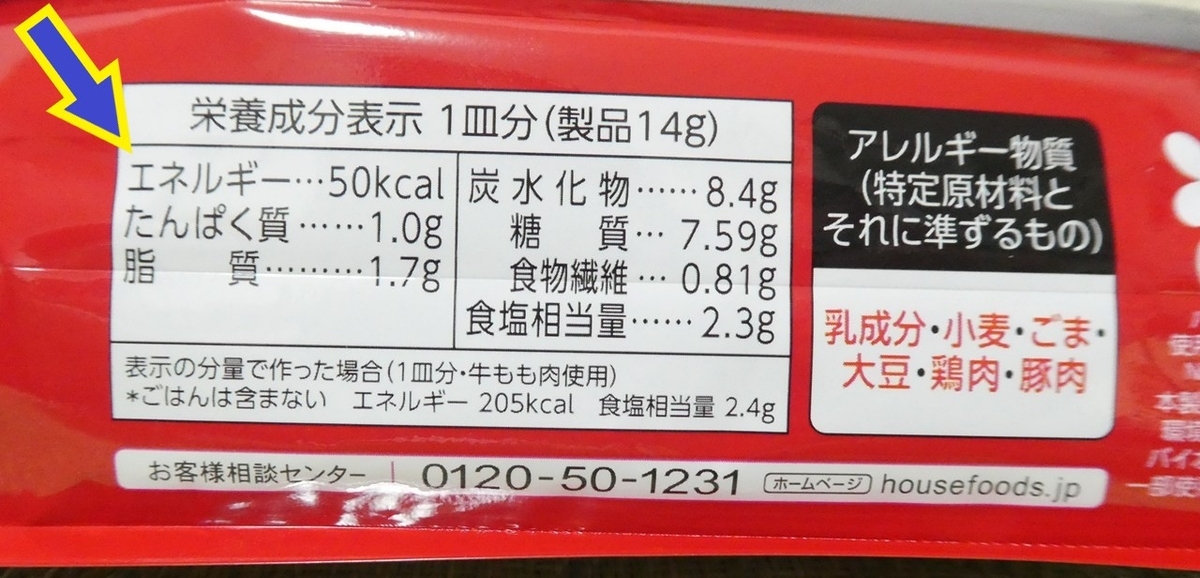 栄養成分表示 1皿分(製品14g)
エネルギー…50kcal
たんぱく質……1.0g
脂　質………1.7g
炭水化物……8.4g
糖　質…7.59g
食物繊維…0.81g
食塩相当量……2.3g
表示の分量で作った場合(1皿分・牛もも肉使用)
*ごはんは含まない　エネルギー 205kcal　食塩相当量 2.4g
アレルギー物質
(特定原材料と
それに準ずるもの)
乳成分・小麦・ごま・
大豆・鶏肉・豚肉
お客様相談センター | 0120-50-1231 ホームページ housefoods.jp